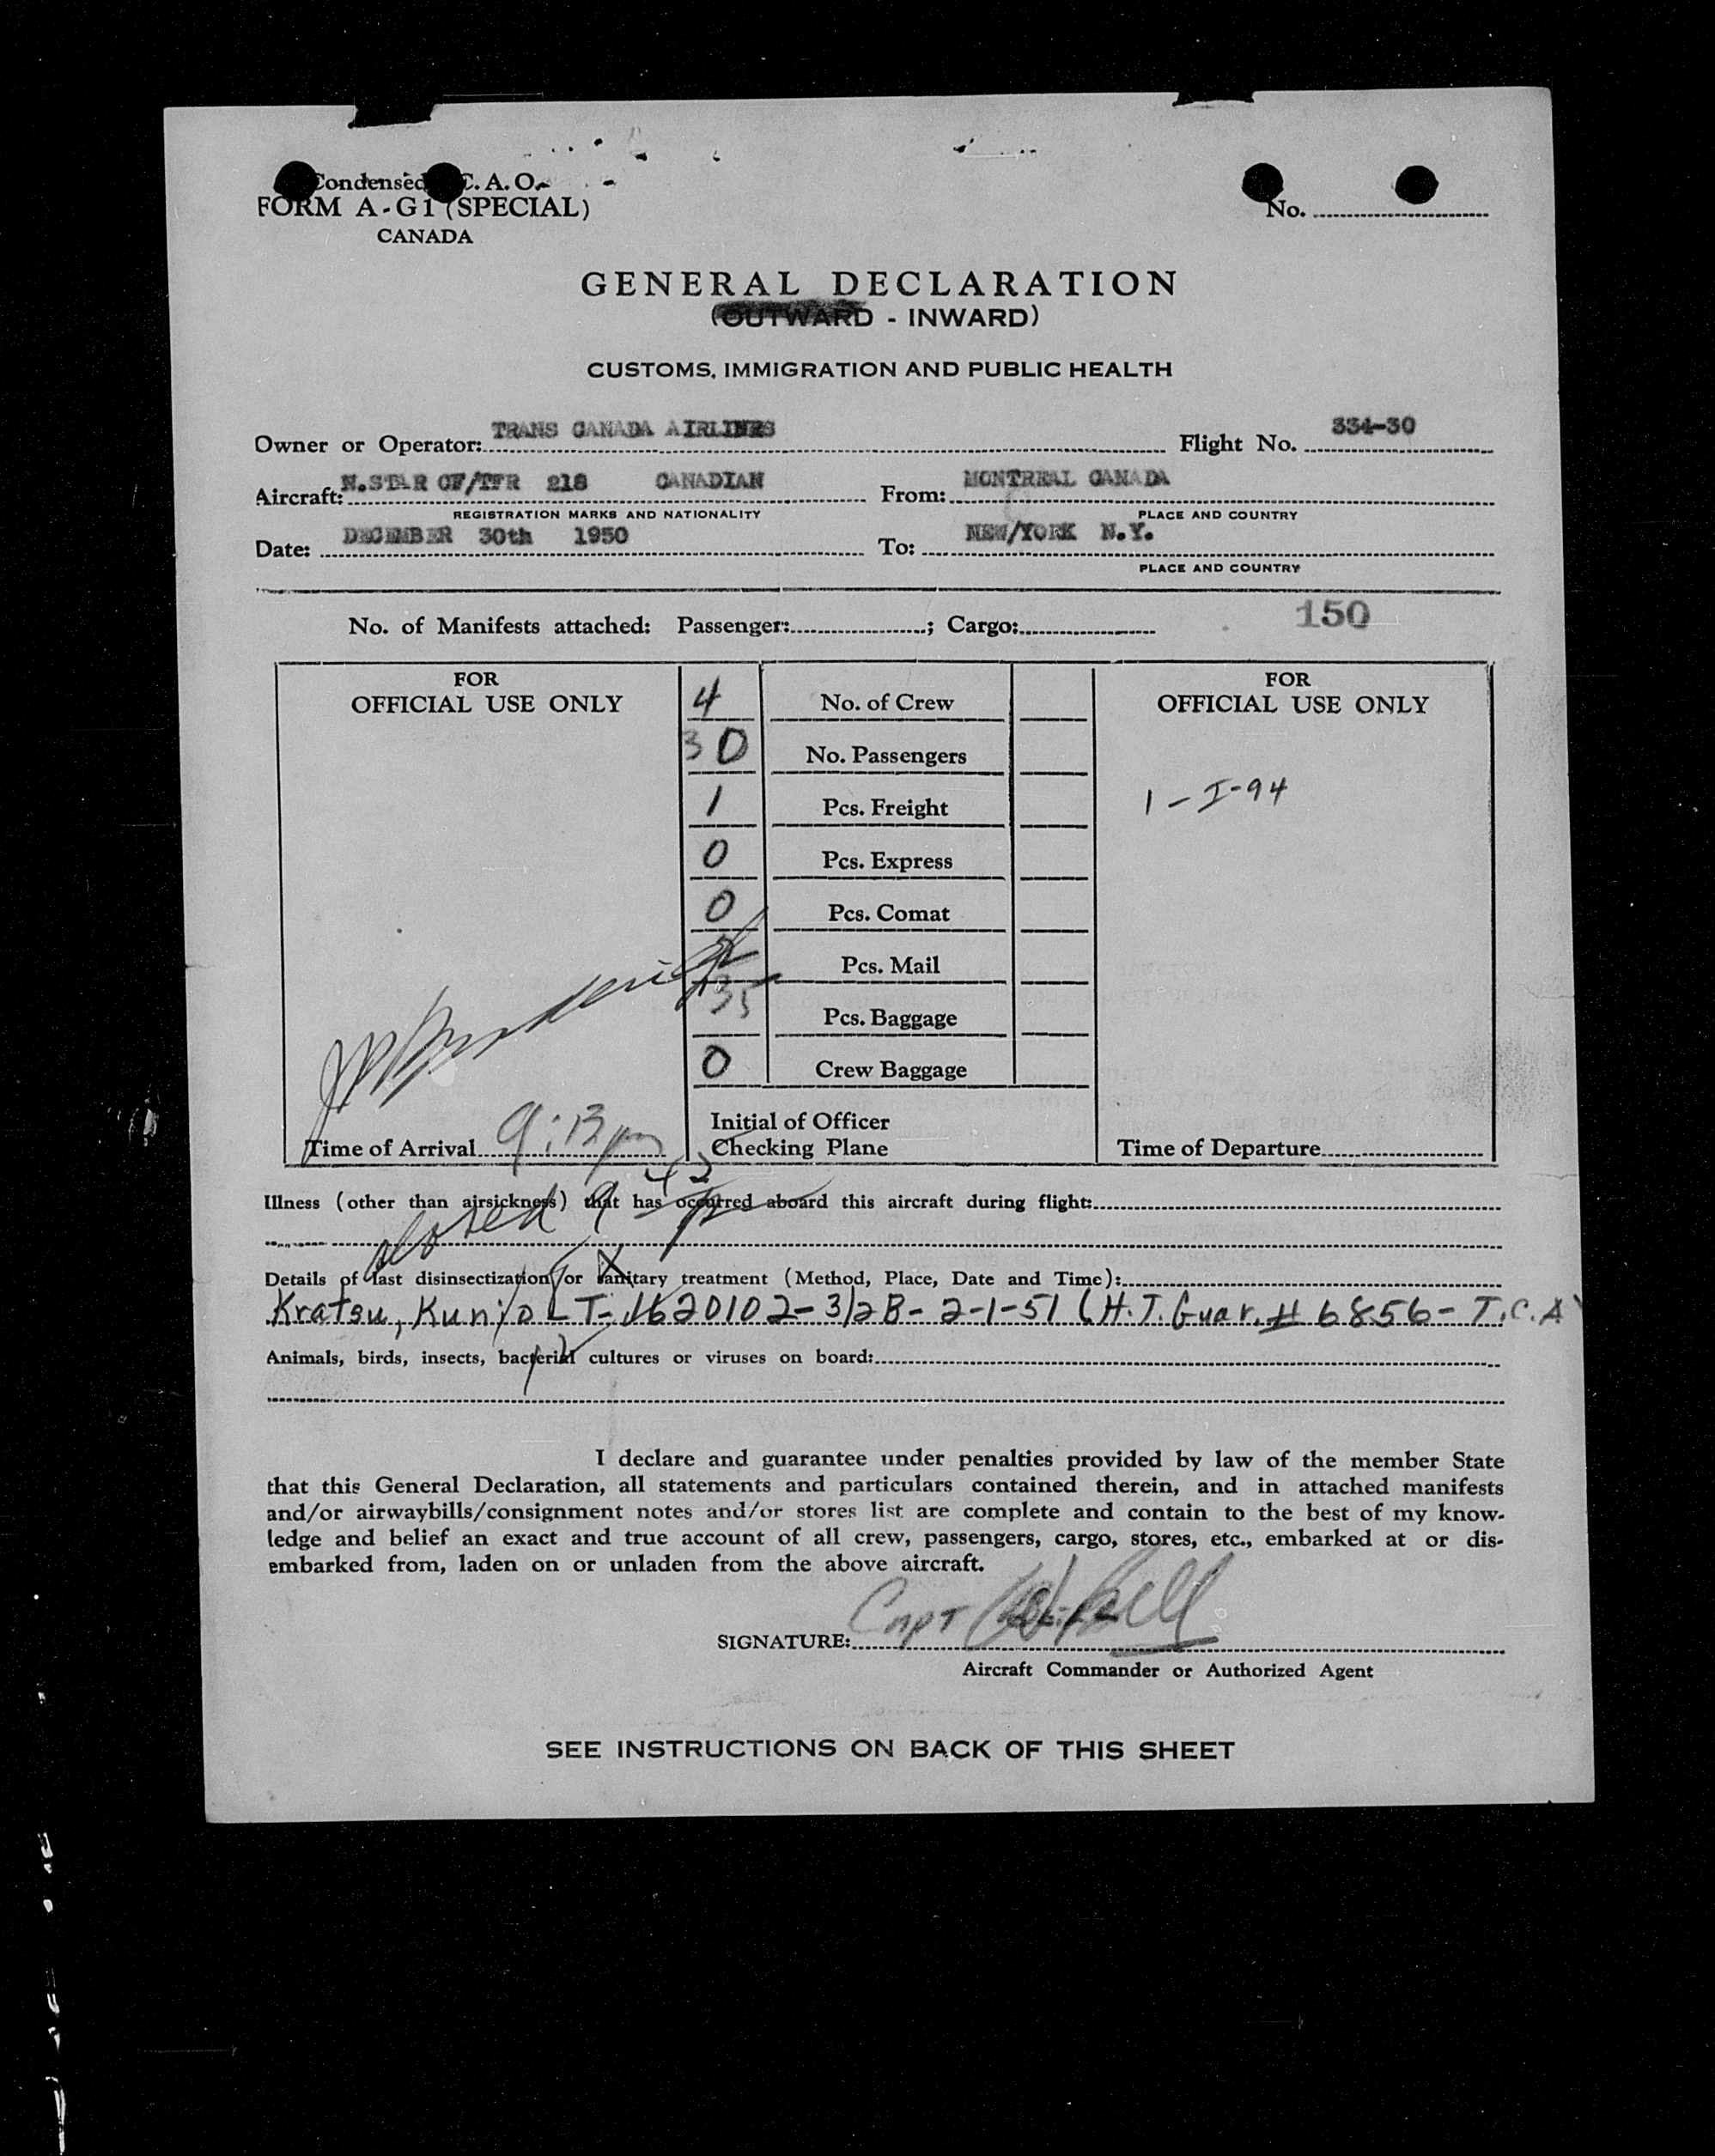 Condensed C. A. O.
FORM A-G1 (SPECIAL)
CANADA
No.
GENERAL DECLARATION
(OUTWARD - INWARD)
CUSTOMS, IMMIGRATION AND PUBLIC HEALTH
Owner or Operator: TRANS CANADA AIRLINES Flight No. 334-30
Aircraft: N.STAR CF/TFR 218 CANADIAN From: MONTREAL CANADA
REGISTRATION MARKS AND NATIONALITY PLACE AND COUNTRY
Date: DECEMBER 30th 1950 To: NEW/YORK N.Y.
PLACE AND COUNTRY
No. of Manifests attached: Passenger: ; Cargo: 150
FOR OFFICIAL USE ONLY
4 No. of Crew
30 No. Passengers
1 Pcs. Freight
0 Pcs. Express
0 Pcs. Comat
Pcs. Mail
35 Pcs. Baggage
0 Crew Baggage
FOR OFFICIAL USE ONLY
1 - I-94
Time of Arrival 9:13 pm
Initial of Officer
Checking Plane
Time of Departure
Illness (other than airsickness) that has occurred aboard this aircraft during flight:
closed 9 42
Details of last disinsectization or sanitary treatment (Method, Place, Date and Time):
Kratsu, Kunio LT- 1620102-3/2B- 2-1-51 (H.T. Guar. # 6856- T.C.A
Animals, birds, insects, bacterial cultures or viruses on board:
I declare and guarantee under penalties provided by law of the member State
that this General Declaration, all statements and particulars contained therein, and in attached manifests
and/or airwaybills/consignment notes and/or stores list are complete and contain to the best of my know-
ledge and belief an exact and true account of all crew, passengers, cargo, stores, etc., embarked at or dis-
embarked from, laden on or unladen from the above aircraft.
SIGNATURE: Capt
Aircraft Commander or Authorized Agent
SEE INSTRUCTIONS ON BACK OF THIS SHEET